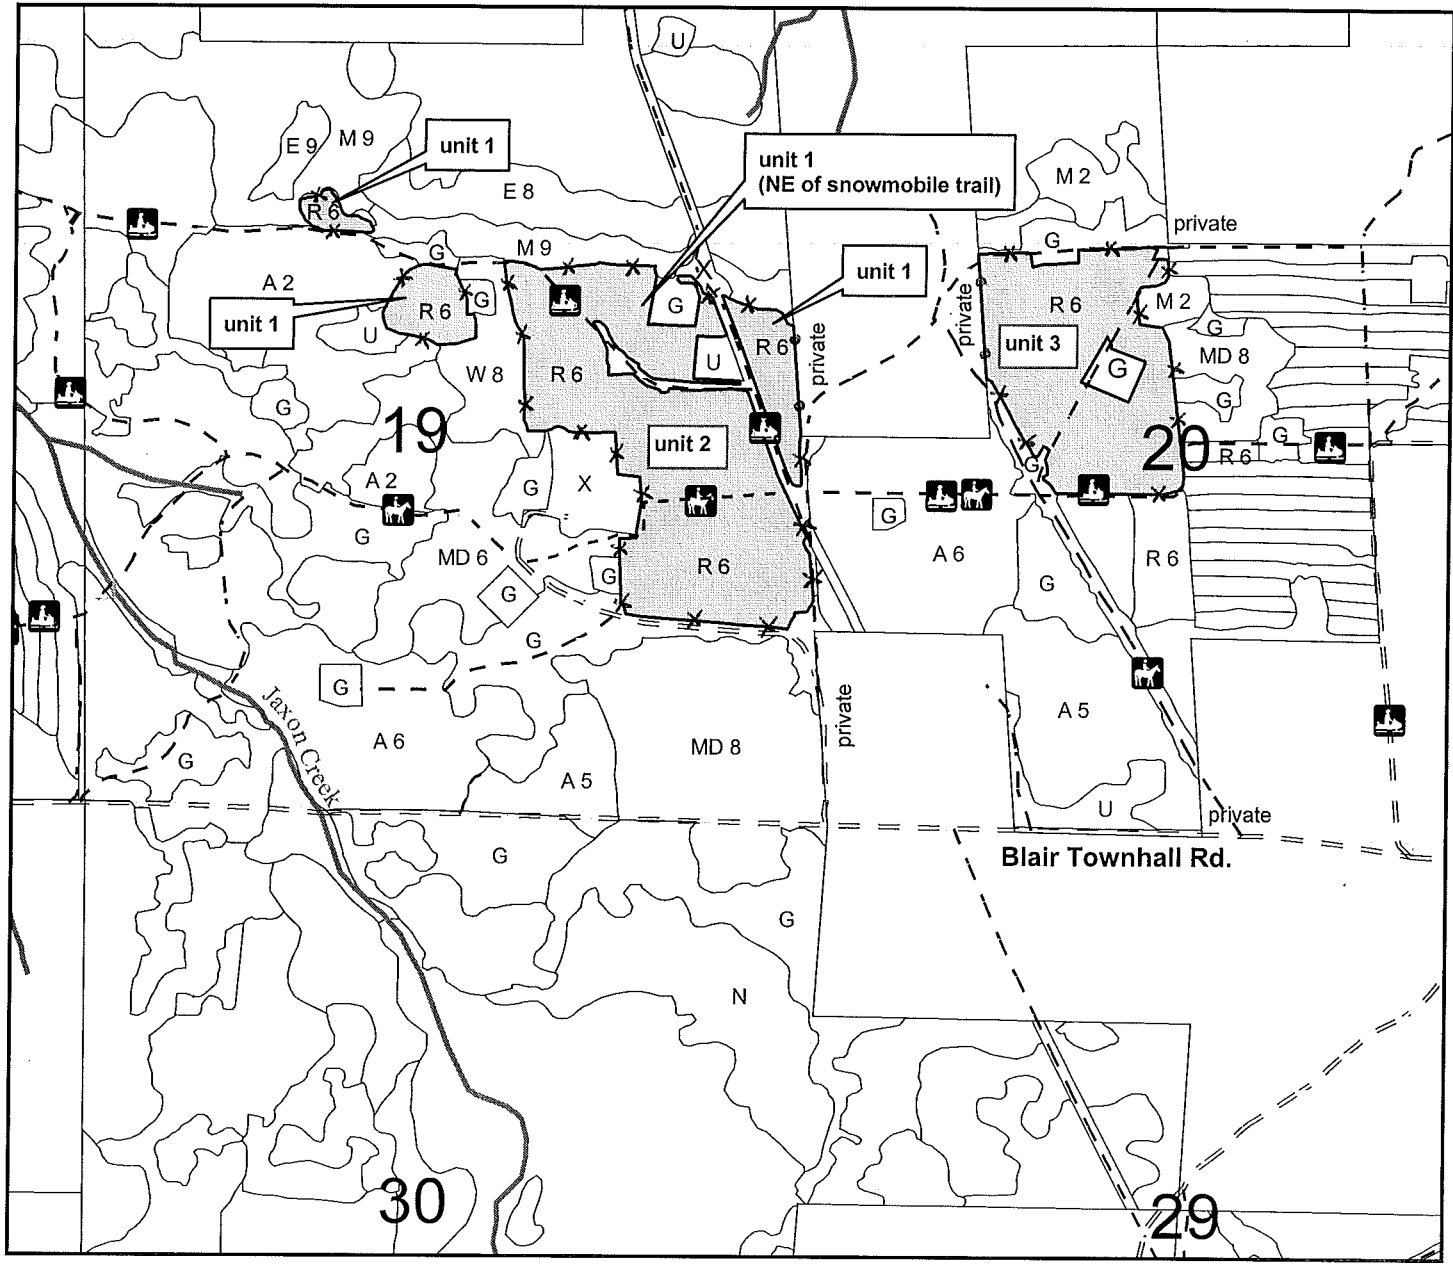 U
E 9
M 9
unit 1
unit 1
(NE of snowmobile trail)
M 2
E 8
R 6
private
G
M 9
G
unit 1
A 2
R 6
G
G
R 6
M 2
unit 1
U
R 6
private
private
unit 3
G
MD 8
W 8
R 6
U
G
G
G
19
unit 2
20
G
R 6
A 2
G
X
G
G
G
MD 6
R 6
A 6
R 6
G
G
G
G
G
Jaxon Creek
private
A 5
A 6
MD 8
G
A 5
U
private
Blair Townhall Rd.
G
G
N
30
29